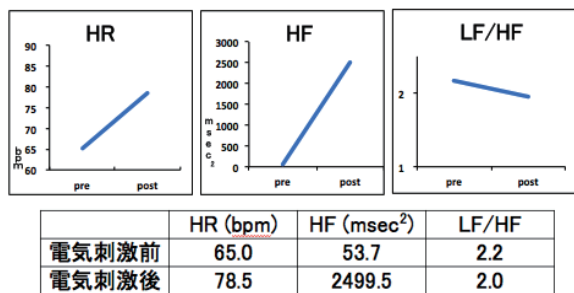 HR
90
85
80
75
70
65
60
bpm
pre post
HF
3000
2500
2000
1500
1000
500
0
msec²
pre post
LF/HF
2
1
pre post
HR (bpm) HF (msec²) LF/HF
電気刺激前 65.0 53.7 2.2
電気刺激後 78.5 2499.5 2.0